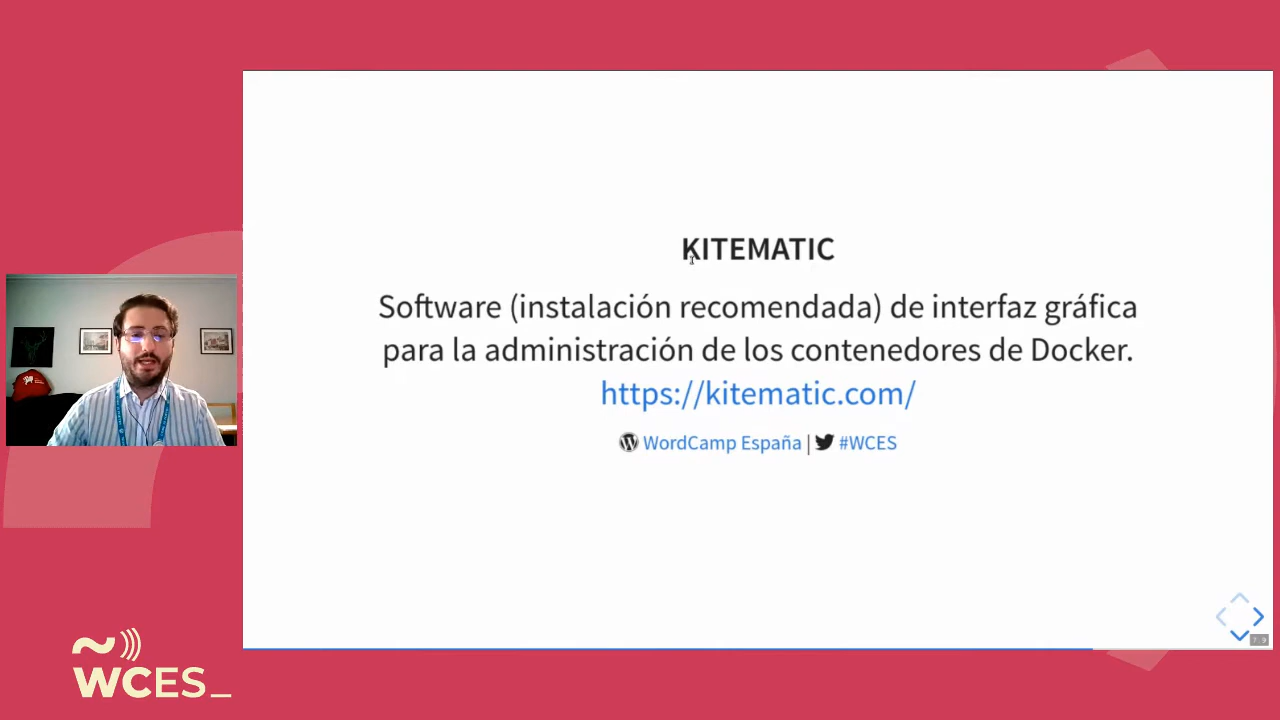 KITEMATIC
Software (instalación recomendada) de interfaz gráfica
para la administración de los contenedores de Docker.
https://kitematic.com/
WordCamp España | #WCES
WCES_